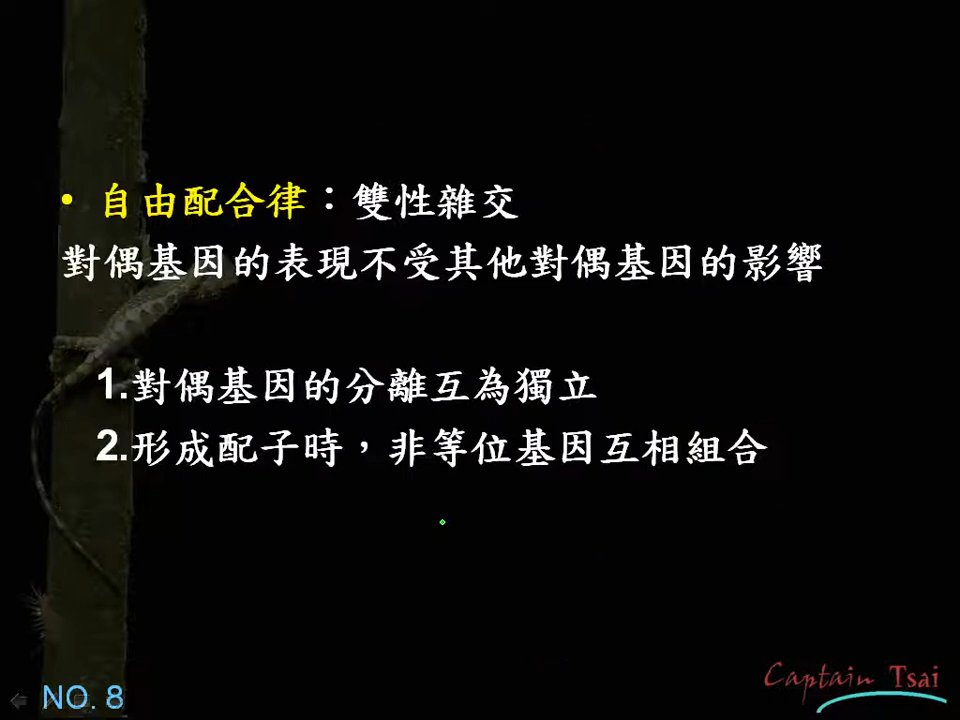 • 自由配合律：雙性雜交
對偶基因的表現不受其他對偶基因的影響
1.對偶基因的分離互為獨立
2.形成配子時，非等位基因互相組合
NO. 8
Captain Tsai